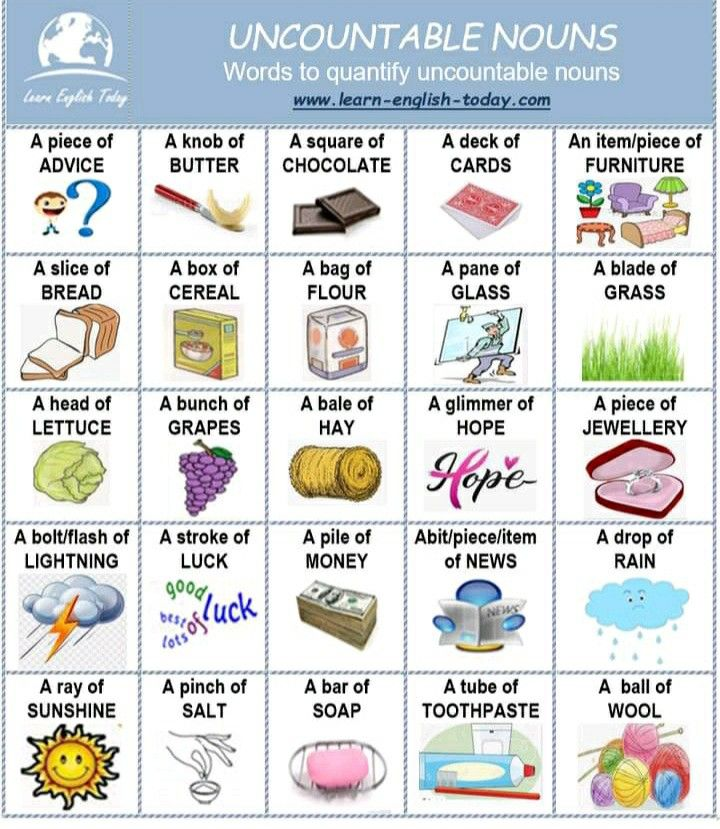 Learn English Today
UNCOUNTABLE NOUNS
Words to quantify uncountable nouns
www.learn-english-today.com
A piece of
ADVICE
A knob of
BUTTER
A square of
CHOCOLATE
A deck of
CARDS
An item/piece of
FURNITURE
A slice of
BREAD
A box of
CEREAL
A bag of
FLOUR
A pane of
GLASS
A blade of
GRASS
A head of
LETTUCE
A bunch of
GRAPES
A bale of
HAY
A glimmer of
HOPE
Hope
A piece of
JEWELLERY
A bolt/flash of
LIGHTNING
A stroke of
LUCK
good
luck
best of
lots
A pile of
MONEY
Abit/piece/item
of NEWS
NEWS
A drop of
RAIN
A ray of
SUNSHINE
A pinch of
SALT
A bar of
SOAP
A tube of
TOOTHPASTE
A ball of
WOOL